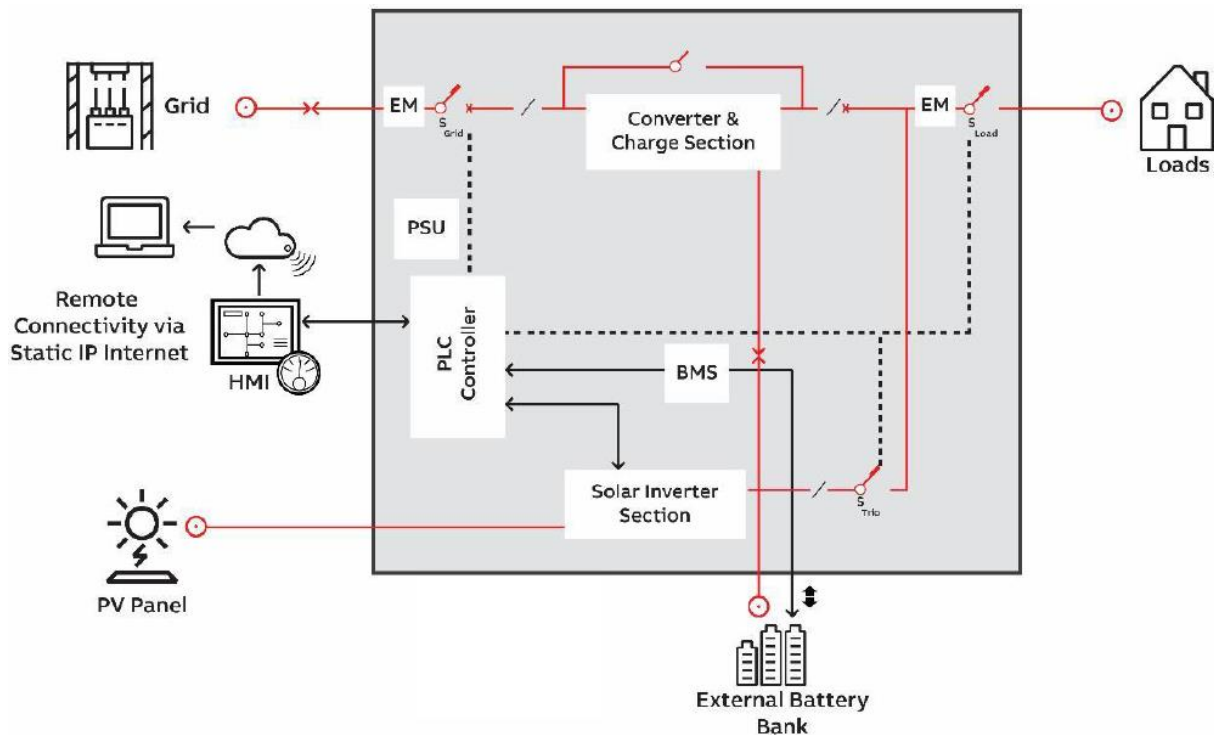 Grid
EM
S
Grid
Converter &
Charge Section
EM
S
Load
Loads
PSU
Remote
Connectivity via
Static IP Internet
HMI
PLC
Controller
BMS
Solar Inverter
Section
S
Trio
PV Panel
External Battery
Bank